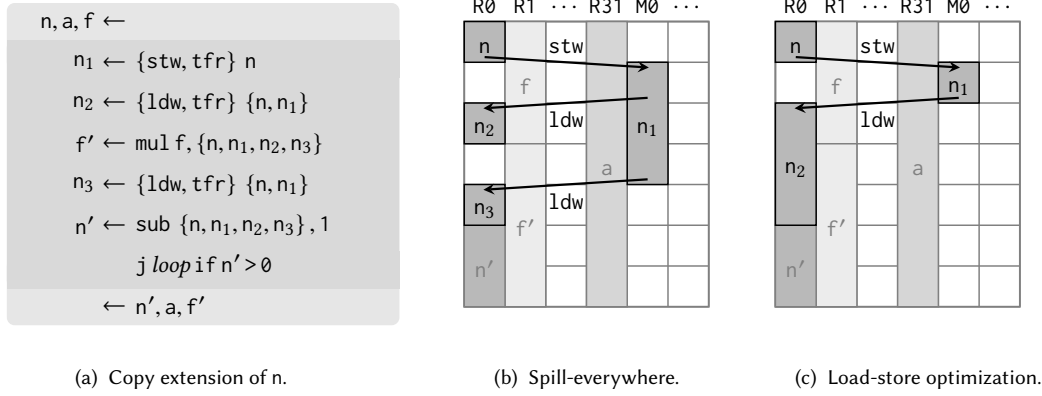 n, a, f ←
n₁ ← {stw, tfr} n
n₂ ← {ldw, tfr} {n, n₁}
f′ ← mul f, {n, n₁, n₂, n₃}
n₃ ← {ldw, tfr} {n, n₁}
n′ ← sub {n, n₁, n₂, n₃}, 1
j loop if n′ > 0
← n′, a, f′
(a) Copy extension of n.
R0 R1 ··· R31 M0 ···
n stw
f
n₂ ldw n₁
a
n₃ ldw
f′
n′
(b) Spill-everywhere.
R0 R1 ··· R31 M0 ···
n stw
f n₁
ldw
n₂ a
f′
n′
(c) Load-store optimization.